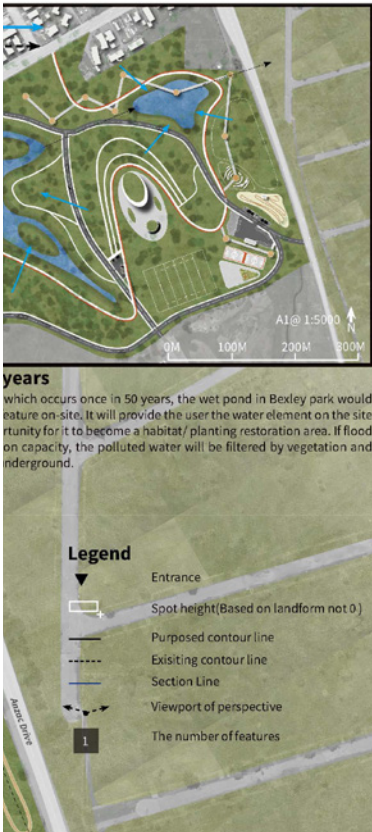 A1@ 1:5000
N
0M 100M 200M 300M
years
which occurs once in 50 years, the wet pond in Bexley park would
eature on-site. It will provide the user the water element on the site
rtunity for it to become a habitat/ planting restoration area. If flood
on capacity, the polluted water will be filtered by vegetation and
nderground.
Legend
Entrance
Spot height(Based on landform not 0 )
Purposed contour line
Exisiting contour line
Section Line
Viewport of perspective
1 The number of features
Anzac Drive